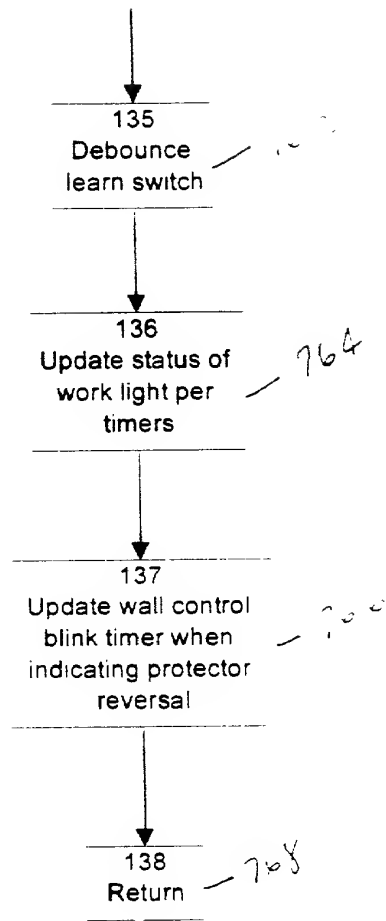 135
Debounce
learn switch
136
Update status of
work light per
timers
764
137
Update wall control
blink timer when
indicating protector
reversal
138
Return
768